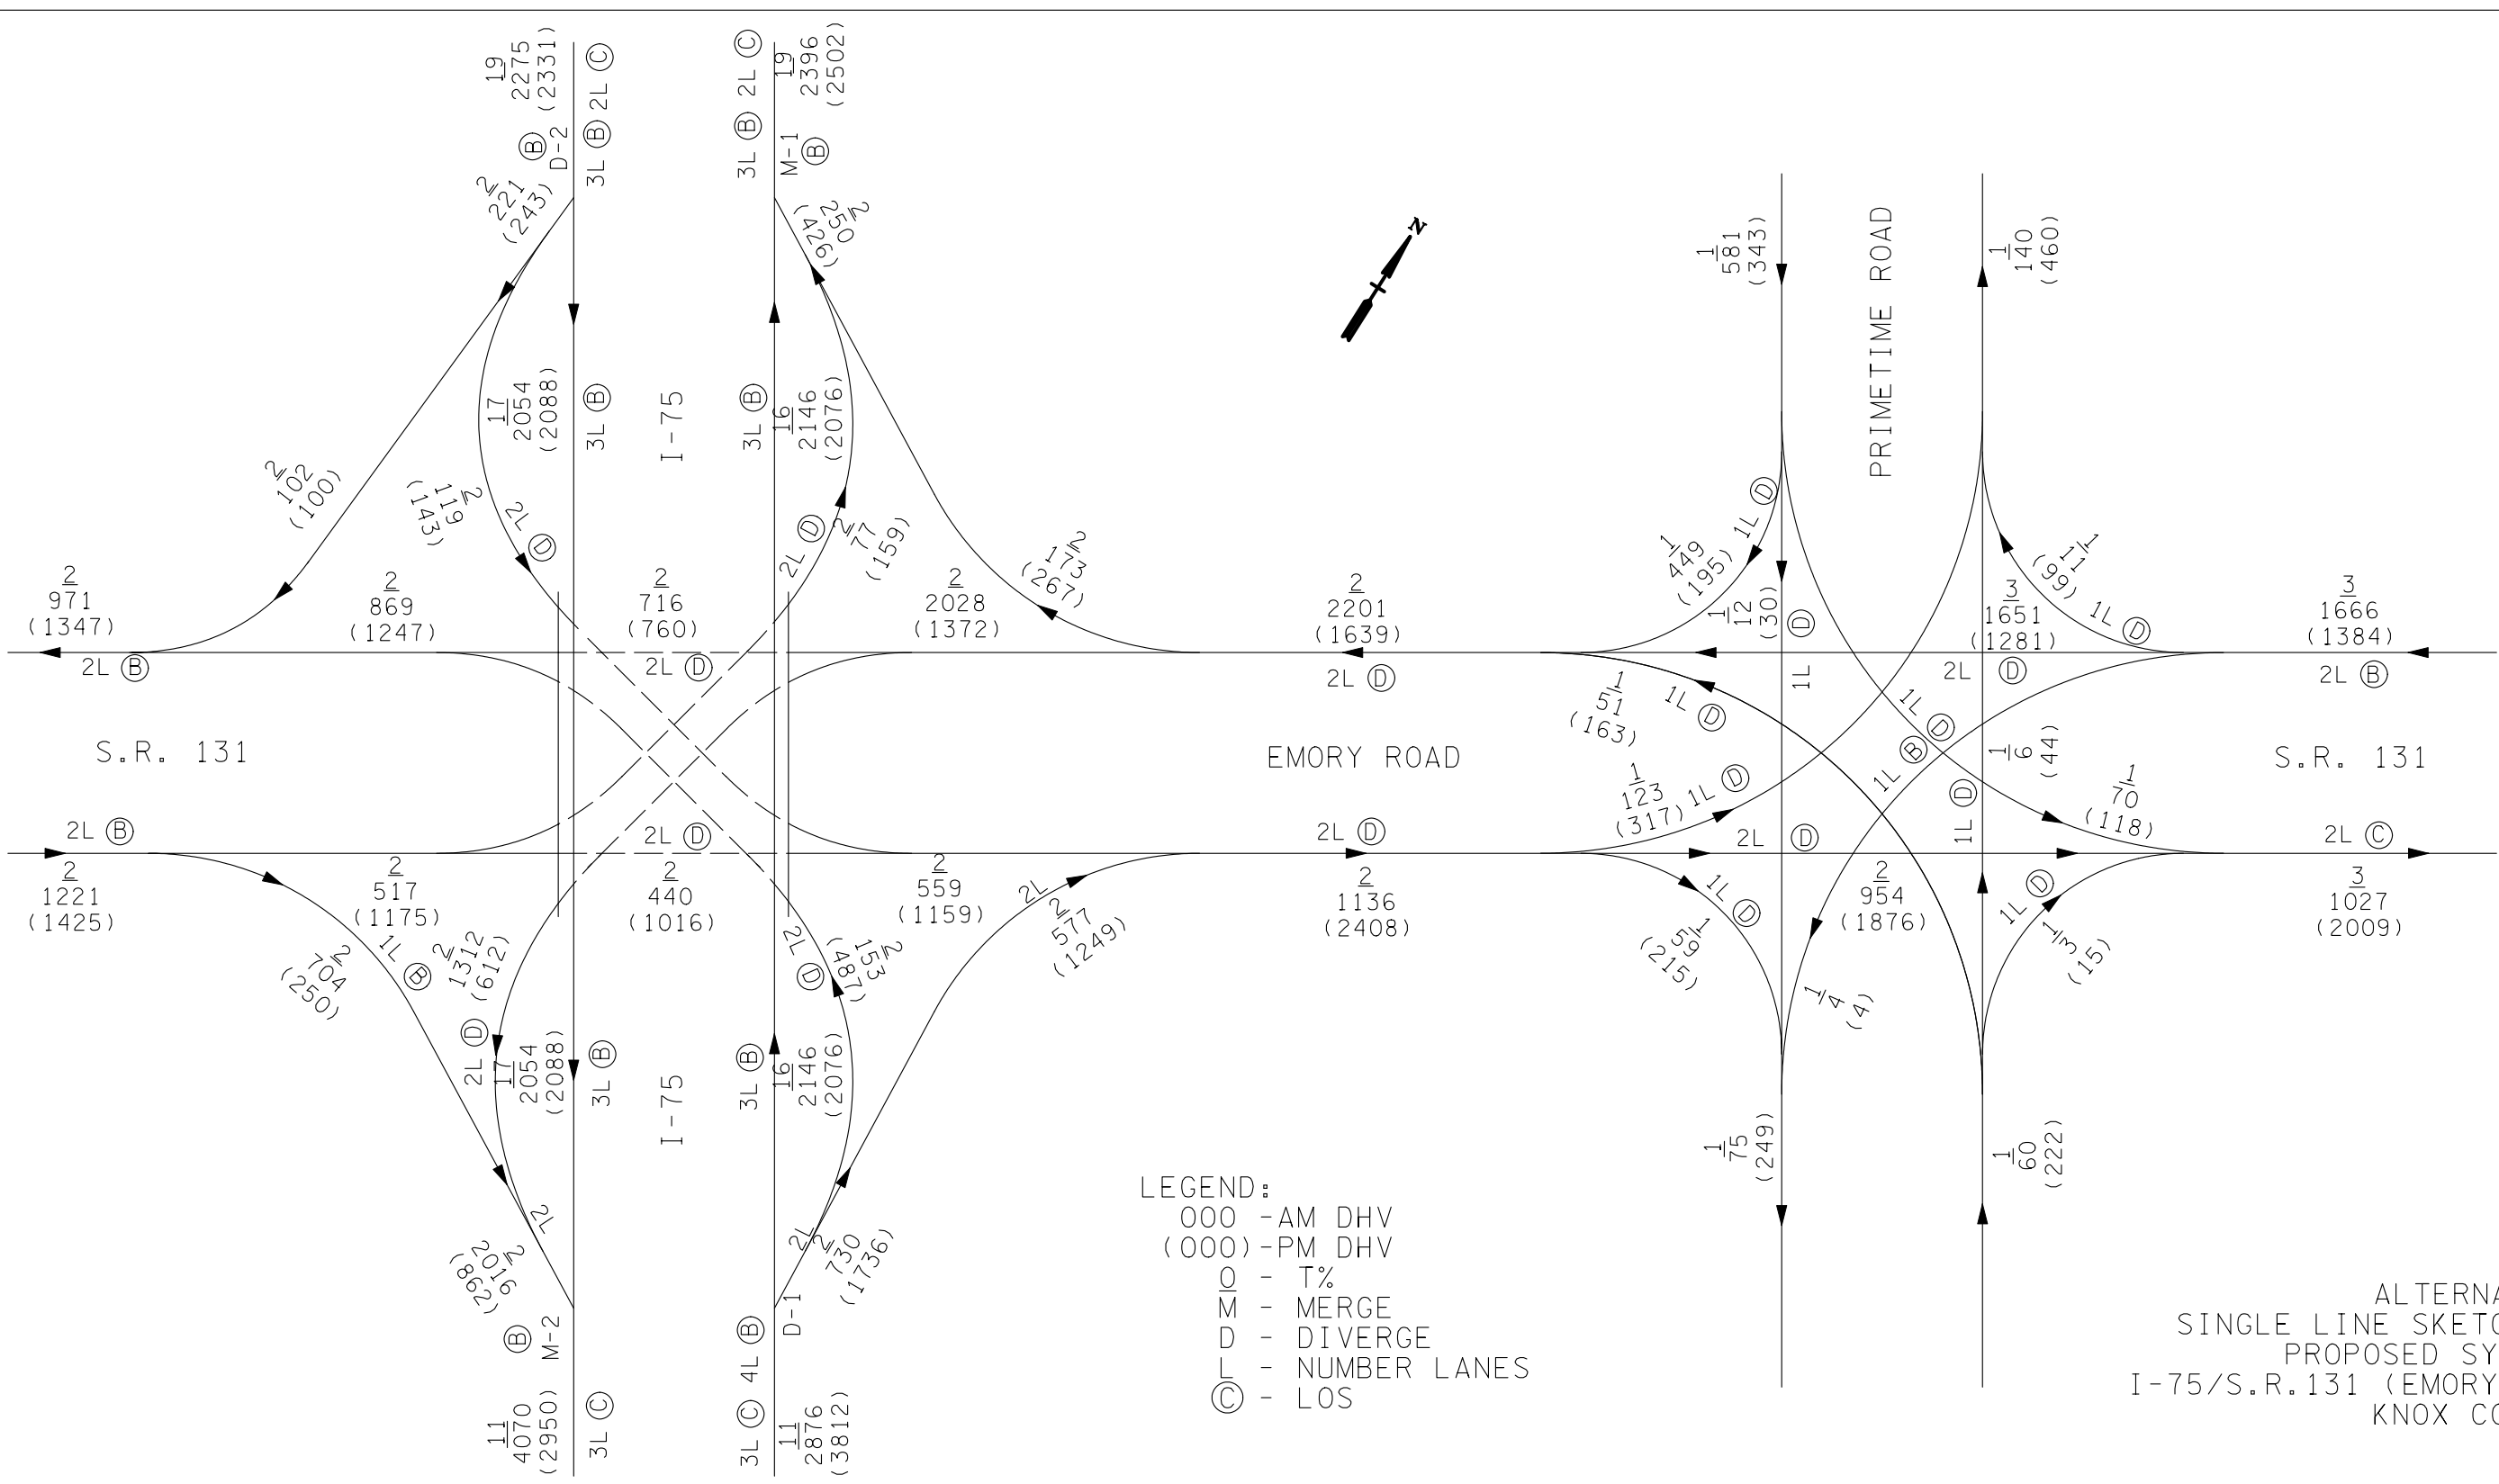 19
2275
(2331)
3L Ⓑ 2L Ⓒ
Ⓑ
D-2
3L Ⓑ 2L Ⓒ
19
2396
(2502)
M-1
Ⓑ
2
221
(243)
2
250
(426)
N
1
581
(343)
PRIMETIME ROAD
1
140
(460)
17
2054
(2088)
3L Ⓑ
I-75
3L Ⓑ
16
2146
(2076)
2
102
(100)
2
119
(143)
2L Ⓓ
2L Ⓓ
2
77
(159)
2
173
(267)
1
449
(195)
1L Ⓓ
1
12
(30)
Ⓓ
1L
1
11
(99)
1L Ⓓ
2
971
(1347)
2L Ⓑ
2
869
(1247)
2
716
(760)
2L Ⓓ
2
2028
(1372)
2
2201
(1639)
2L Ⓓ
3
1651
(1281)
2L Ⓓ
3
1666
(1384)
2L Ⓑ
1
51
(163)
1L Ⓓ
1L Ⓓ
1L Ⓑ
1
6
(44)
1L Ⓓ
S.R. 131
EMORY ROAD
S.R. 131
1
123
(317)
1L Ⓓ
1
70
(118)
2L Ⓑ
2
1221
(1425)
2
517
(1175)
2L Ⓓ
2
440
(1016)
2
559
(1159)
2L Ⓓ
2
1136
(2408)
2L Ⓓ
2
954
(1876)
2L Ⓒ
3
1027
(2009)
1L Ⓑ
2
704
(250)
2
1312
(612)
2L Ⓓ
2L Ⓓ
2
153
(487)
2L
2
577
(1249)
1L Ⓓ
1
59
(215)
1
4
(4)
1L Ⓓ
1
3
(15)
17
2054
(2088)
3L Ⓑ
I-75
3L Ⓑ
16
2146
(2076)
1
75
(249)
1
60
(222)
2L
2
2016
(862)
2L
2
730
(1736)
Ⓑ
M-2
D-1
11
4070
(2950)
3L Ⓒ
3L Ⓒ 4L Ⓑ
11
2876
(3812)
LEGEND:
000 -AM DHV
(000)-PM DHV
0 - T%
M - MERGE
D - DIVERGE
L - NUMBER LANES
Ⓒ - LOS
ALTERNA
SINGLE LINE SKETC
PROPOSED SY
I-75/S.R.131 (EMORY
KNOX CO